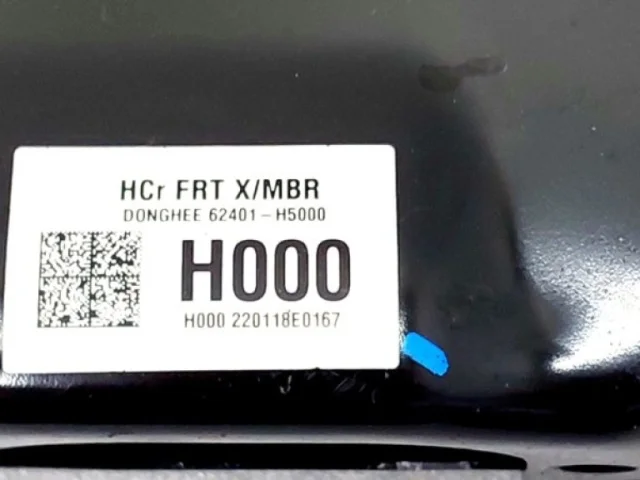 HCr FRT X/MBR
DONGHEE 62401-H5000
H000
H000 220118E0167